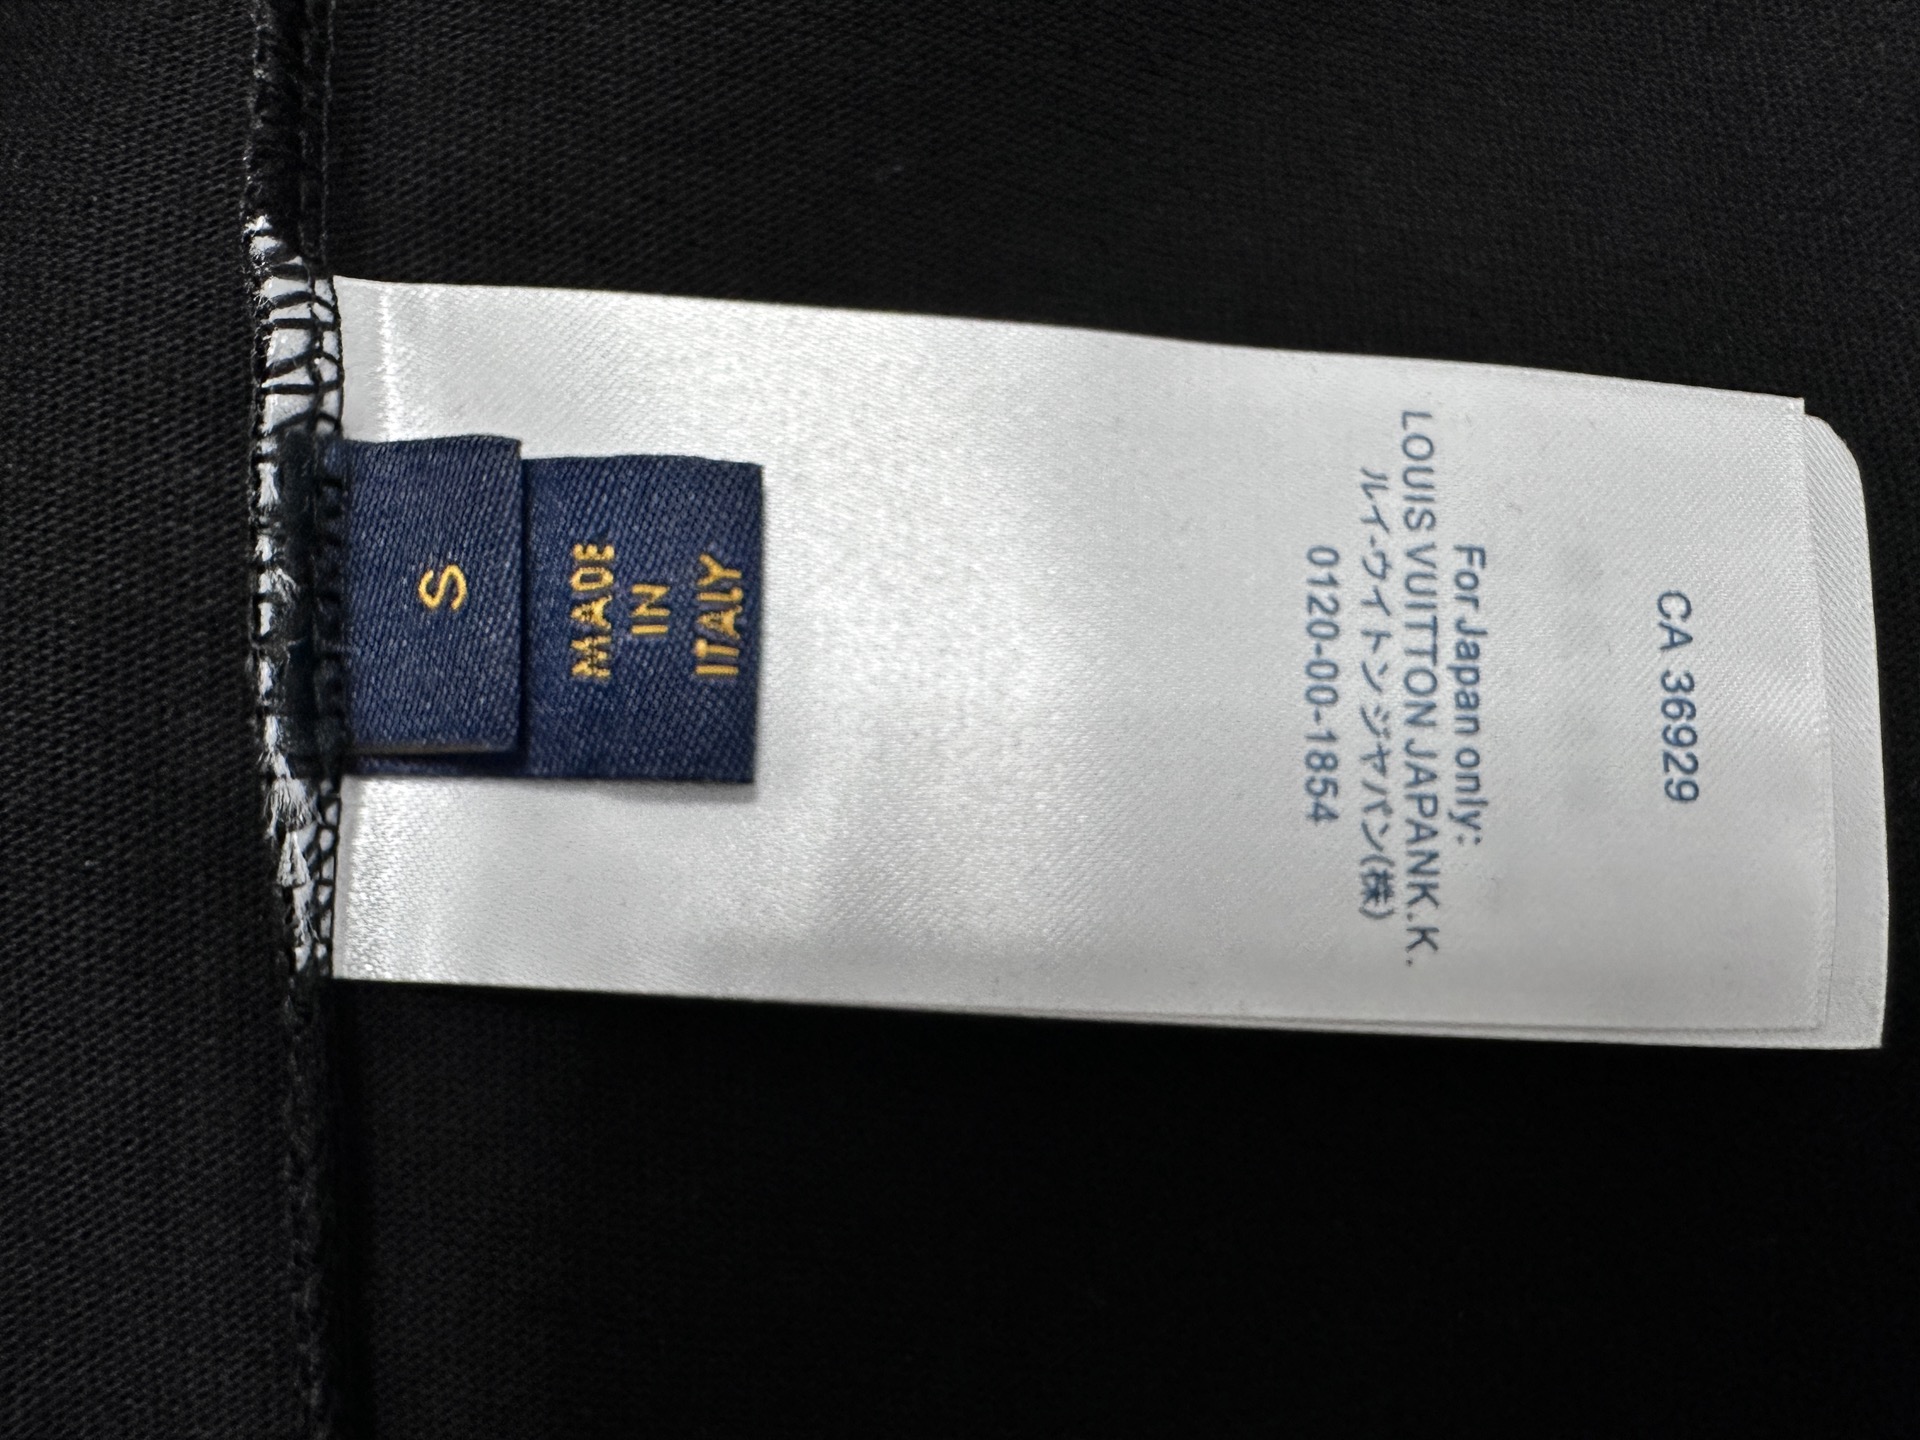 S
MADE
IN
ITALY
CA 36929
For Japan only:
LOUIS VUITTON JAPAN K.K.
ルイ・ヴィトンジャパン(株)
0120-00-1854